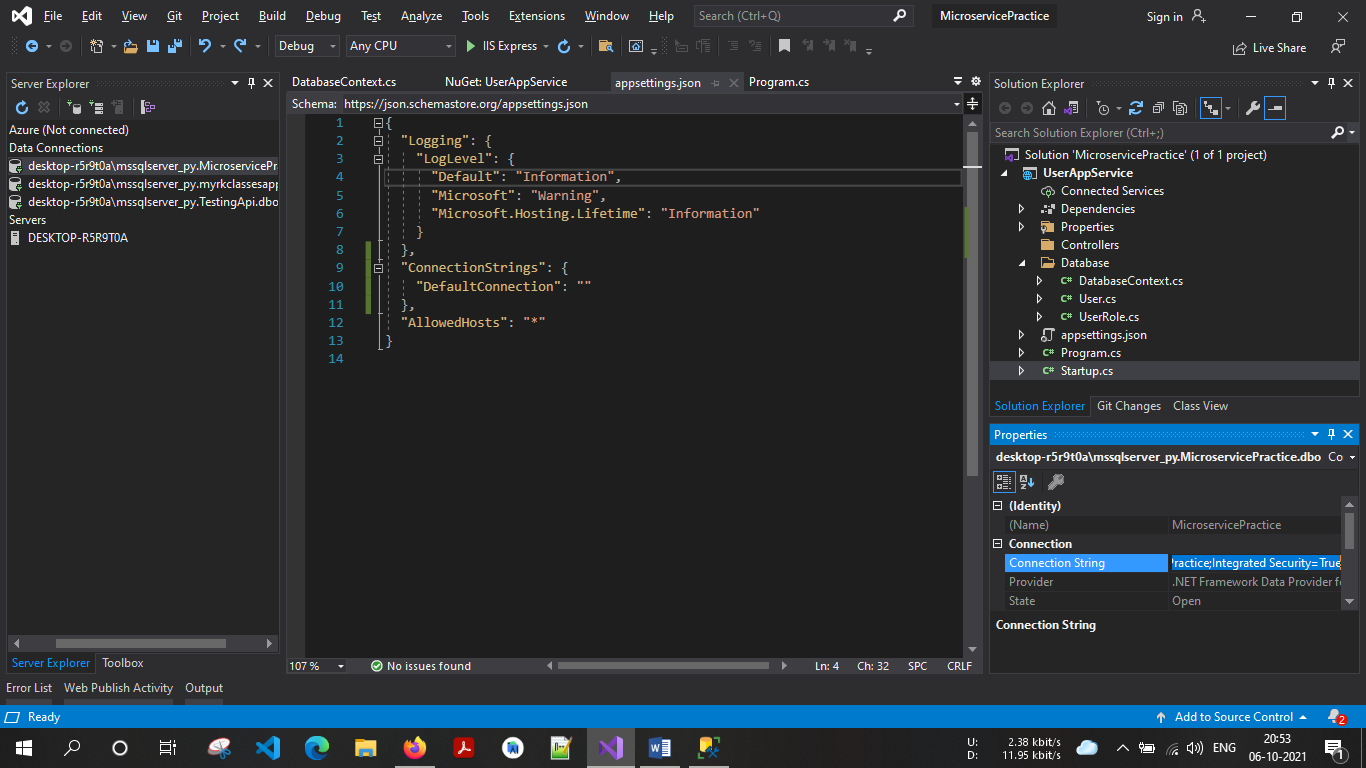 File Edit View Git Project Build Debug Test Analyze Tools Extensions Window Help Search (Ctrl+Q) MicroservicePractice Sign in
Debug Any CPU IIS Express Live Share
Server Explorer
Azure (Not connected)
Data Connections
desktop-r5r9t0a\mssqlserver_py.MicroservicePr
desktop-r5r9t0a\mssqlserver_py.myrkclassesapp
desktop-r5r9t0a\mssqlserver_py.TestingApi.dbo
Servers
DESKTOP-R5R9T0A
Server Explorer Toolbox
DatabaseContext.cs NuGet: UserAppService appsettings.json Program.cs
Schema: https://json.schemastore.org/appsettings.json
1 {
2 "Logging": {
3 "LogLevel": {
4 "Default": "Information",
5 "Microsoft": "Warning",
6 "Microsoft.Hosting.Lifetime": "Information"
7 }
8 },
9 "ConnectionStrings": {
10 "DefaultConnection": ""
11 },
12 "AllowedHosts": "*"
13 }
14
107 % No issues found Ln: 4 Ch: 32 SPC CRLF
Solution Explorer
Search Solution Explorer (Ctrl+;)
Solution 'MicroservicePractice' (1 of 1 project)
UserAppService
Connected Services
Dependencies
Properties
Controllers
Database
C# DatabaseContext.cs
C# User.cs
C# UserRole.cs
appsettings.json
C# Program.cs
C# Startup.cs
Solution Explorer Git Changes Class View
Properties
desktop-r5r9t0a\mssqlserver_py.MicroservicePractice.dbo Co
(Identity)
(Name) MicroservicePractice
Connection
Connection String ractice;Integrated Security=True
Provider .NET Framework Data Provider fo
State Open
Connection String
Error List Web Publish Activity Output
Ready Add to Source Control 2
U: 2.38 kbit/s
D: 11.95 kbit/s
ENG
20:53
06-10-2021
1